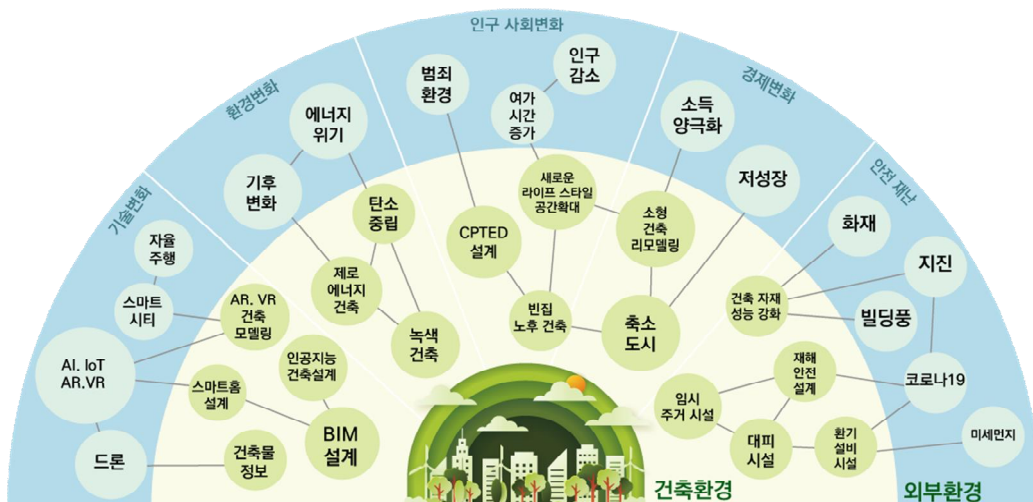 기술변화
환경변화
인구 사회변화
경제변화
안전 재난
자율
주행
스마트
시티
AI. IoT
AR.VR
드론
에너지
위기
기후
변화
범죄
환경
인구
감소
여가
시간
증가
소득
양극화
저성장
화재
지진
빌딩풍
코로나19
미세먼지
AR. VR
건축
모델링
스마트홈
설계
인공지능
건축설계
건축물
정보
BIM
설계
탄소
중립
제로
에너지
건축
녹색
건축
CPTED
설계
새로운
라이프 스타일
공간확대
빈집
노후 건축
소형
건축
리모델링
축소
도시
건축 자재
성능 강화
재해
안전
설계
임시
주거 시설
대피
시설
환기
설비
시설
건축환경
외부환경